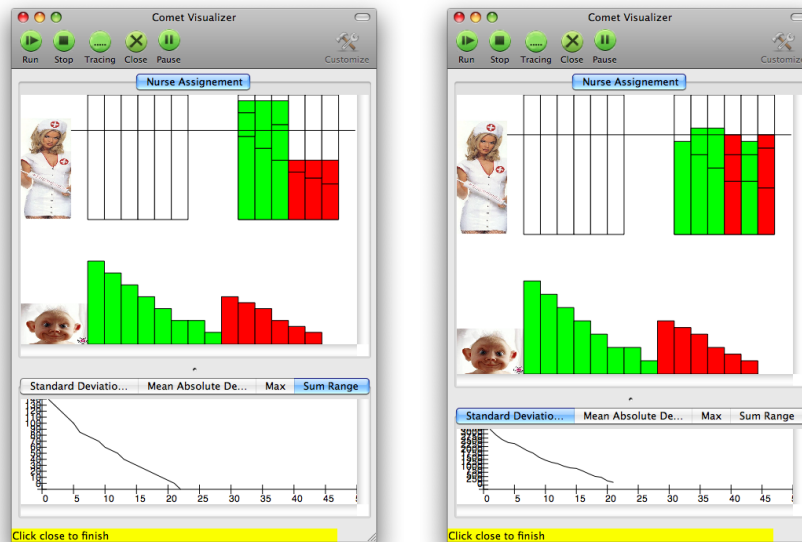 Comet Visualizer
Run Stop Tracing Close Pause Customize
Nurse Assignement
Standard Deviatio... Mean Absolute De... Max Sum Range
0 5 10 15 20 25 30 35 40 45
Click close to finish
Comet Visualizer
Run Stop Tracing Close Pause Customize
Nurse Assignement
Standard Deviatio... Mean Absolute De... Max Sum Range
0 5 10 15 20 25 30 35 40 45
Click close to finish